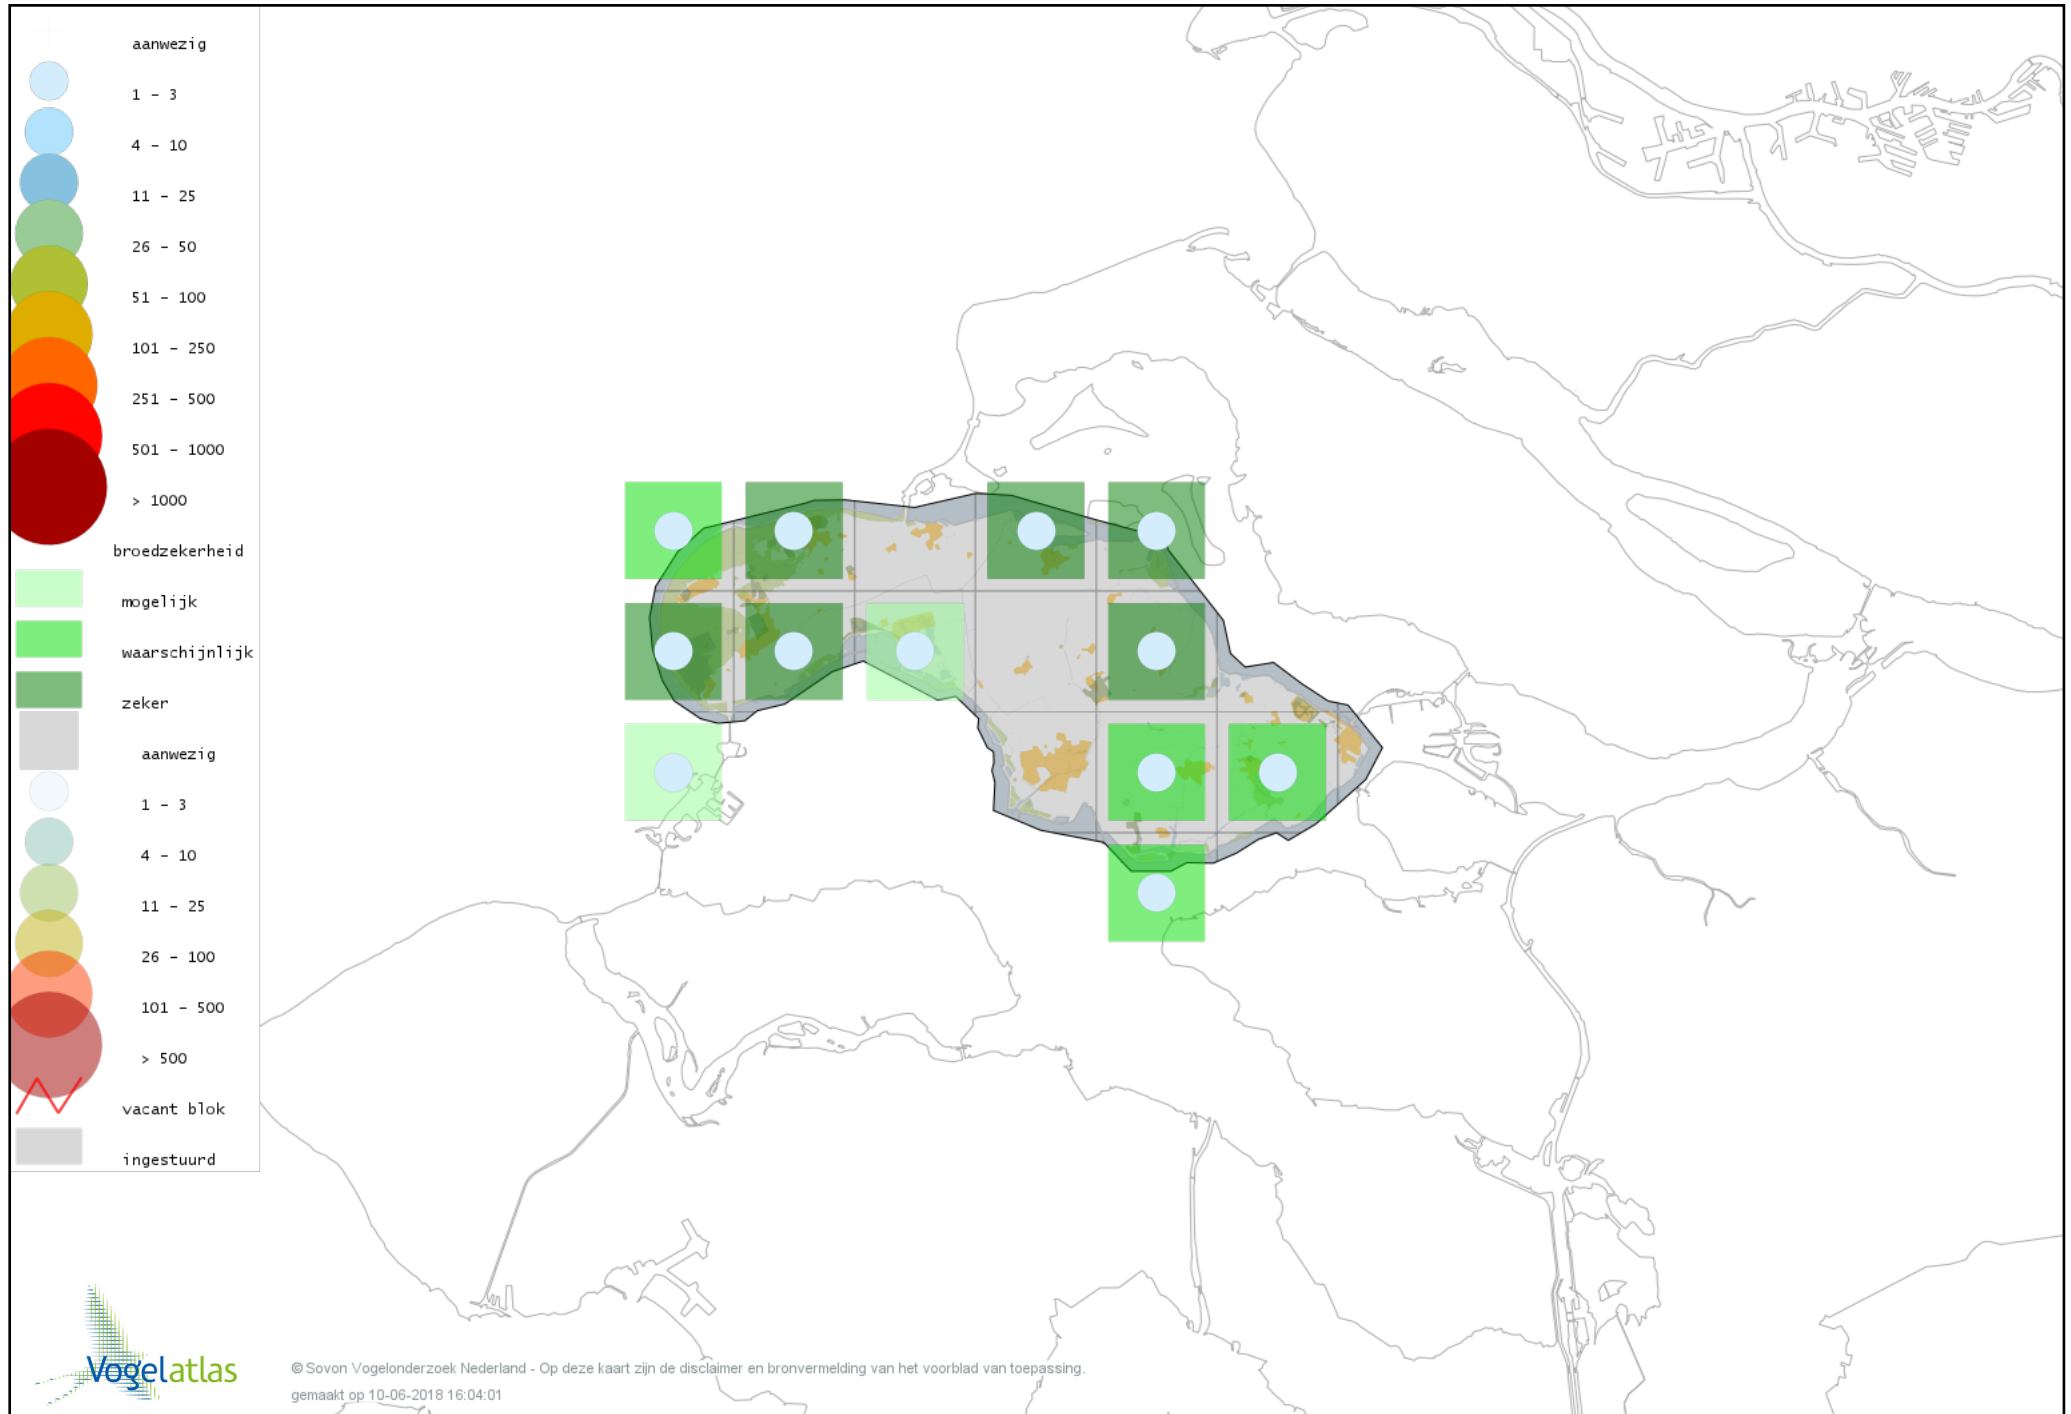 aanwezig
1 - 3
4 - 10
11 - 25
26 - 50
51 - 100
101 - 250
251 - 500
501 - 1000
> 1000
broedzekerheid
mogelijk
waarschijnlijk
zeker
aanwezig
1 - 3
4 - 10
11 - 25
26 - 100
101 - 500
> 500
vacant blok
ingestuurd
Vogelatlas
© Sovon Vogelonderzoek Nederland - Op deze kaart zijn de disclaimer en bronvermelding van het voorblad van toepassing.
gemaakt op 10-06-2018 16:04:01